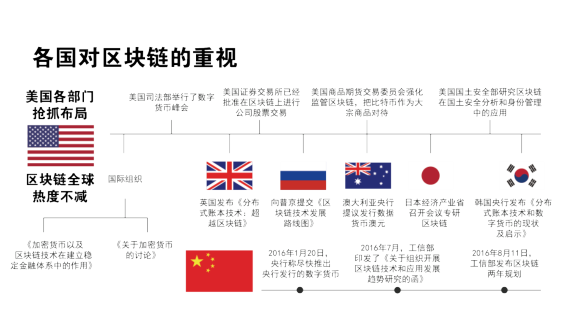 各国对区块链的重视
美国各部门
抢抓布局
区块链全球
热度不减
美国司法部举行了数字
货币峰会
美国证券交易所已经
批准在区块链上进行
公司股票交易
美国商品期货交易委员会强化
监管区块链，把比特币作为大
宗商品对待
美国国土安全部研究区块链
在国土安全分析和身份管理
中的应用
国际组织
《加密货币以及
区块链技术在建立稳
定金融体系中的作用》
《关于加密货币
的讨论》
英国发布《分布
式账本技术：超
越区块链》
向普京提交《区
块链技术发展
路线图》
澳大利亚央行
提议发行数据
货币澳元
日本经济产业省
召开会议专研
区块链
韩国央行发布《分布
式账本技术和数
字货币的现状
及启示》
2016年1月20日，
央行称尽快推出
央行发行的数字货币
2016年7月，工信部
印发了《关于组织开展
区块链技术和应用发展
趋势研究的函》
2016年8月11日，
工信部发布区块链
两年规划